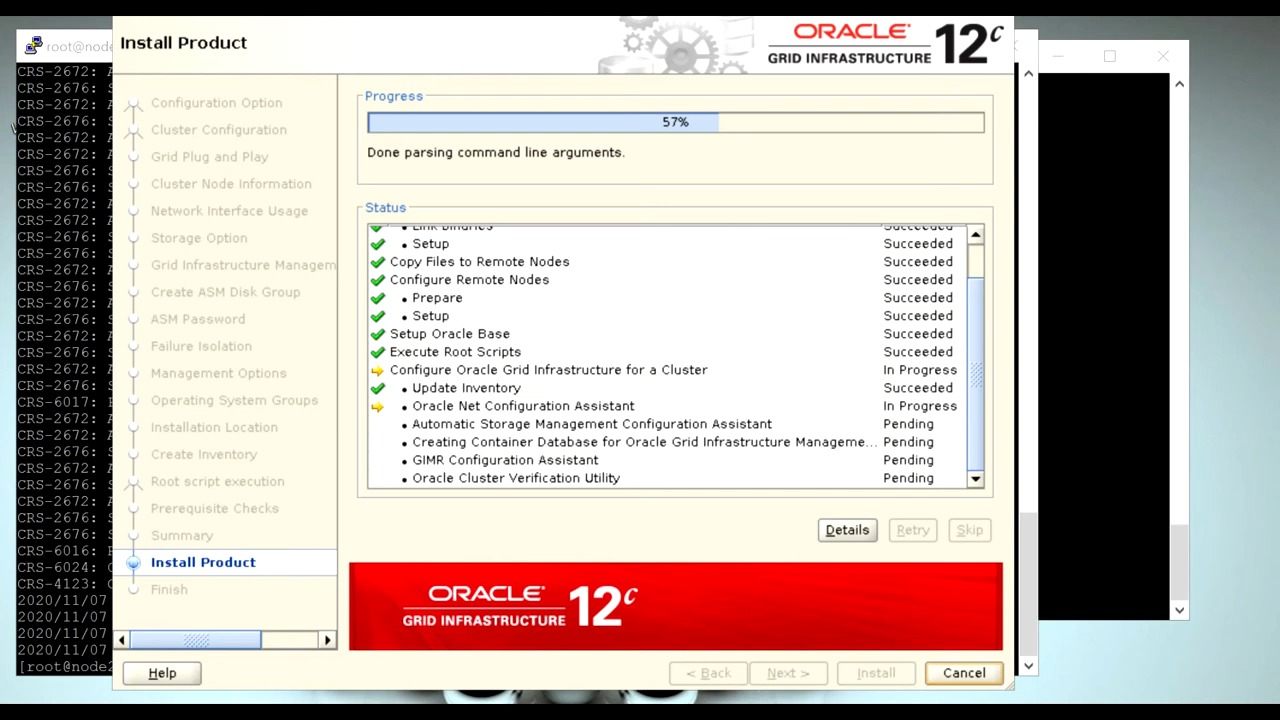 Install Product
ORACLE
GRID INFRASTRUCTURE 12c
root@node
CRS-2672:
CRS-2676:
CRS-2672:
CRS-2676:
CRS-2672:
CRS-2672:
CRS-2676:
CRS-2676:
CRS-2672:
CRS-2672:
CRS-2676:
CRS-2676:
CRS-2672:
CRS-2676:
CRS-2672:
CRS-2676:
CRS-2672:
CRS-2676:
CRS-2672:
CRS-2676:
CRS-6017:
CRS-2672:
CRS-2672:
CRS-2676:
CRS-2676:
CRS-2672:
CRS-2672:
CRS-2676:
CRS-2676:
CRS-6016:
CRS-6024:
CRS-4123:
2020/11/07
2020/11/07
2020/11/07
2020/11/07
[root@node2
Configuration Option
Cluster Configuration
Grid Plug and Play
Cluster Node Information
Network Interface Usage
Storage Option
Grid Infrastructure Managem
Create ASM Disk Group
ASM Password
Failure Isolation
Management Options
Operating System Groups
Installation Location
Create Inventory
Root script execution
Prerequisite Checks
Summary
Install Product
Finish
Progress
57%
Done parsing command line arguments.
Status
• Link Binaries Succeeded
• Setup Succeeded
Copy Files to Remote Nodes Succeeded
Configure Remote Nodes Succeeded
• Prepare Succeeded
• Setup Succeeded
Setup Oracle Base Succeeded
Execute Root Scripts Succeeded
Configure Oracle Grid Infrastructure for a Cluster In Progress
• Update Inventory Succeeded
• Oracle Net Configuration Assistant In Progress
• Automatic Storage Management Configuration Assistant Pending
• Creating Container Database for Oracle Grid Infrastructure Manageme... Pending
• GIMR Configuration Assistant Pending
• Oracle Cluster Verification Utility Pending
Details Retry Skip
ORACLE
GRID INFRASTRUCTURE 12c
Help < Back Next > Install Cancel